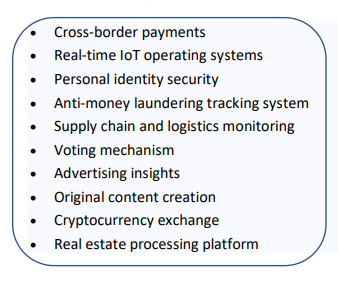 • Cross-border payments
• Real-time IoT operating systems
• Personal identity security
• Anti-money laundering tracking system
• Supply chain and logistics monitoring
• Voting mechanism
• Advertising insights
• Original content creation
• Cryptocurrency exchange
• Real estate processing platform